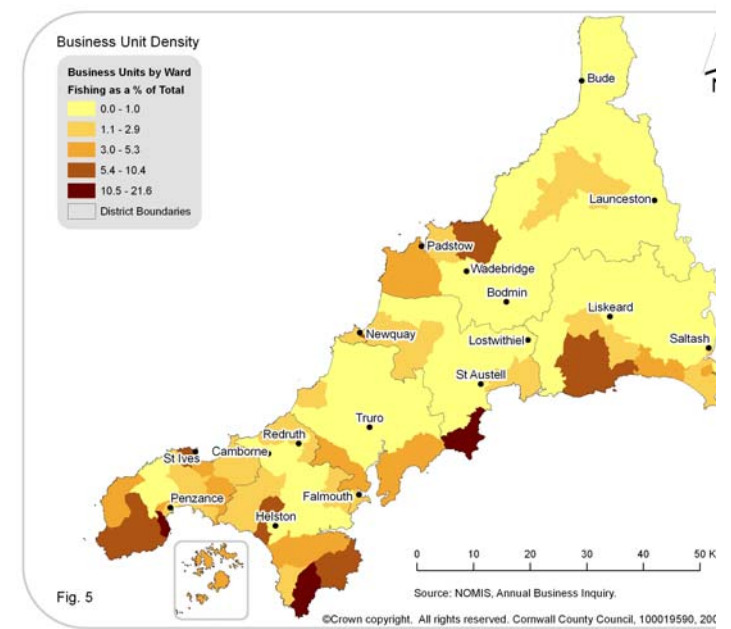 Business Unit Density
Business Units by Ward
Fishing as a % of Total
0.0 - 1.0
1.1 - 2.9
3.0 - 5.3
5.4 - 10.4
10.5 - 21.6
District Boundaries
Bude
Launceston
Padstow
Wadebridge
Bodmin
Liskeard
Newquay
Lostwithiel
Saltash
St Austell
Truro
Redruth
St Ives
Camborne
Penzance
Falmouth
Helston
0 10 20 30 40 50 K
Fig. 5
Source: NOMIS, Annual Business Inquiry.
©Crown copyright. All rights reserved. Cornwall County Council, 100019590, 200